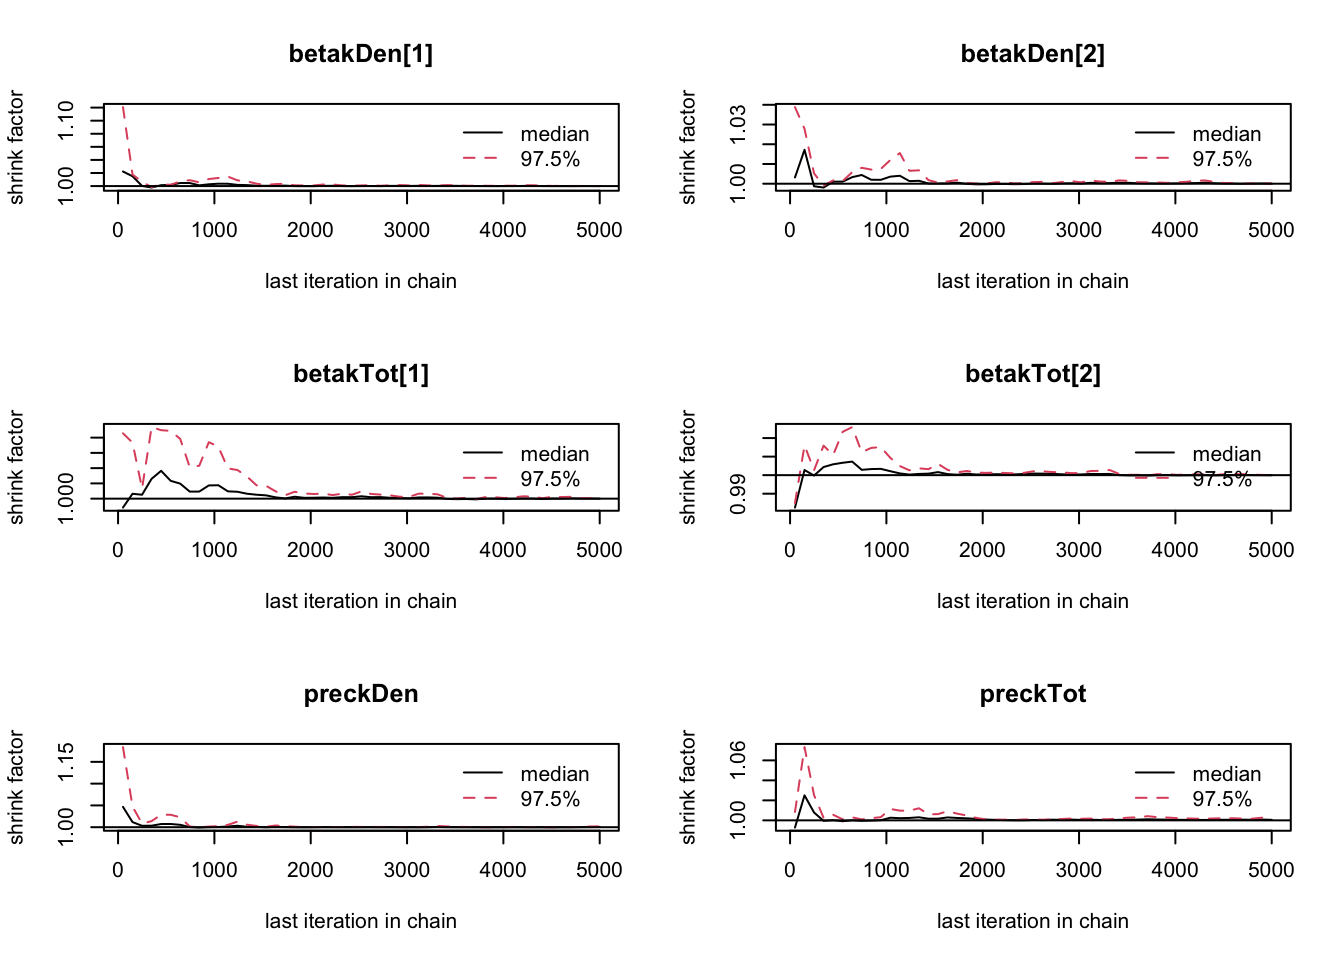 betakDen[1]
shrink factor
1.00 1.10
median
97.5%
0 1000 2000 3000 4000 5000
last iteration in chain
betakDen[2]
shrink factor
1.00 1.03
median
97.5%
0 1000 2000 3000 4000 5000
last iteration in chain
betakTot[1]
shrink factor
1.000
median
97.5%
0 1000 2000 3000 4000 5000
last iteration in chain
betakTot[2]
shrink factor
0.99
median
97.5%
0 1000 2000 3000 4000 5000
last iteration in chain
preckDen
shrink factor
1.00 1.15
median
97.5%
0 1000 2000 3000 4000 5000
last iteration in chain
preckTot
shrink factor
1.00 1.06
median
97.5%
0 1000 2000 3000 4000 5000
last iteration in chain